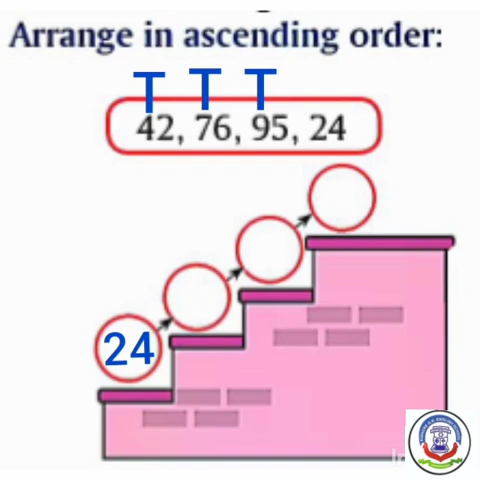 Arrange in ascending order:
T T T
42, 76, 95, 24
24